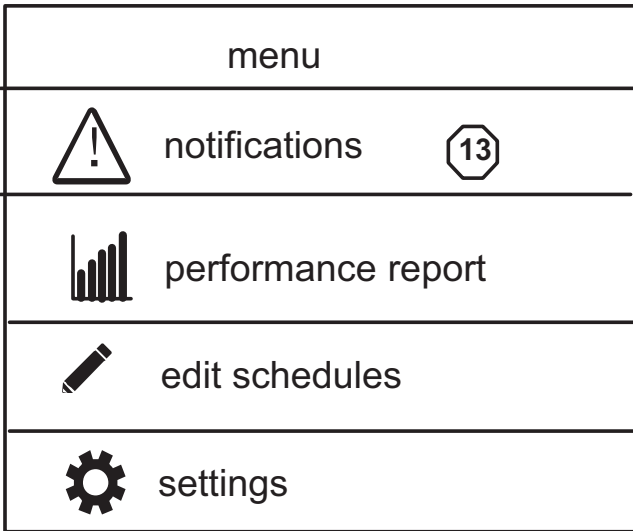 menu
notifications 13
performance report
edit schedules
settings